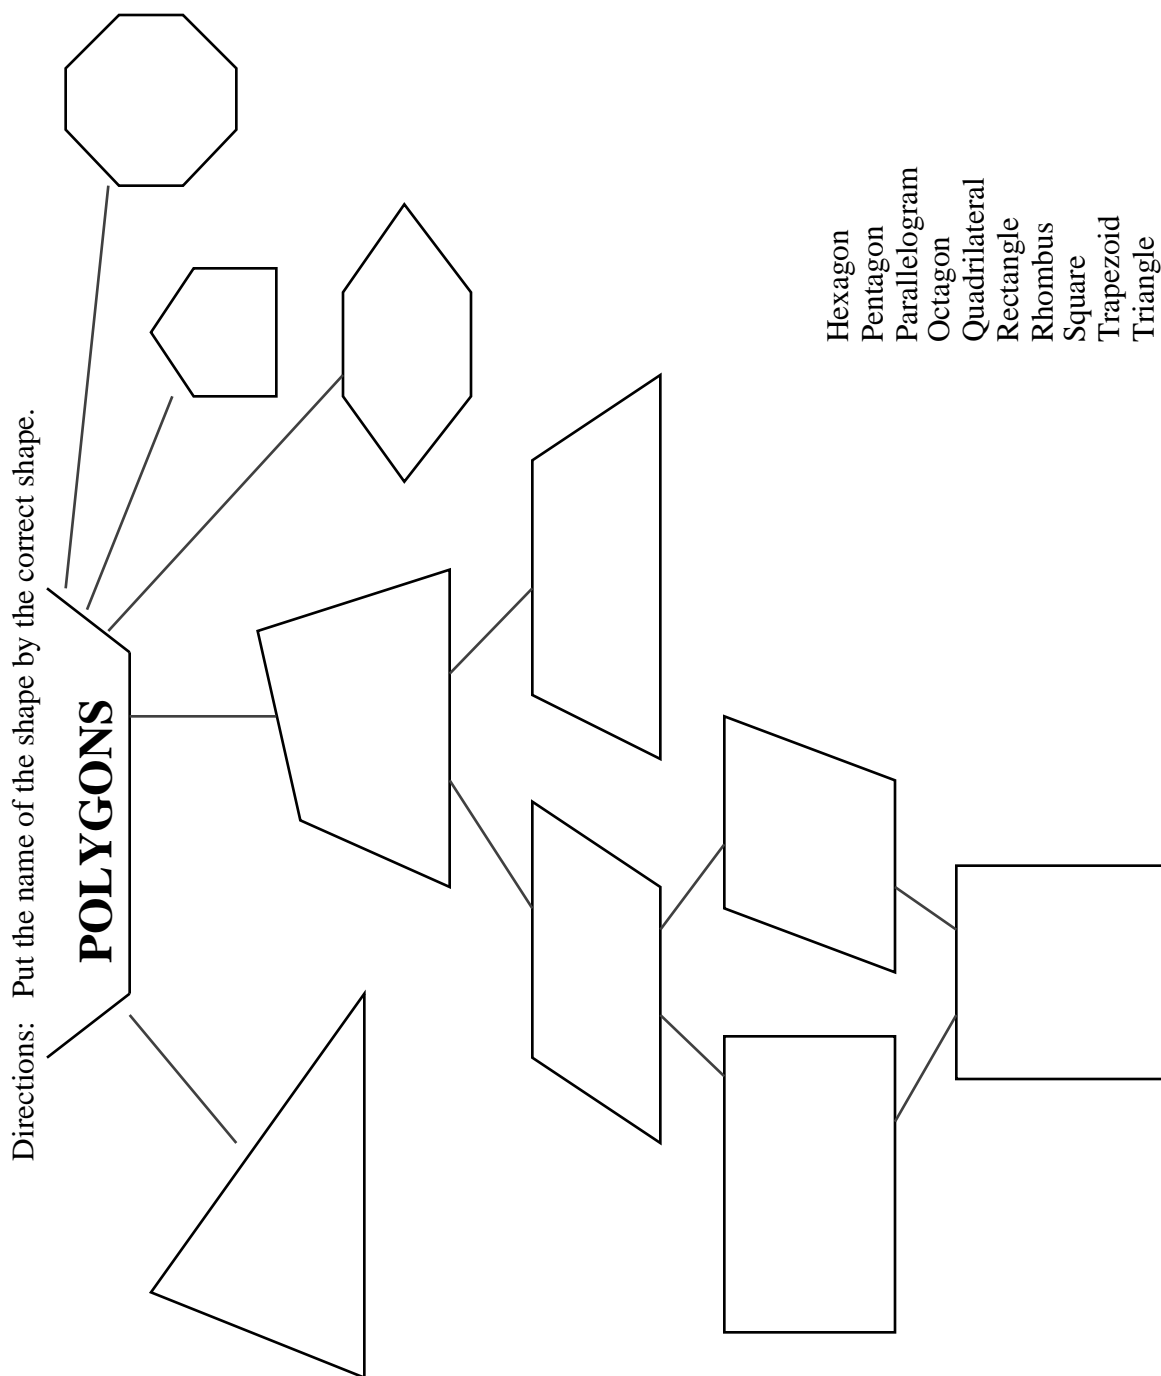 Directions: Put the name of the shape by the correct shape.
POLYGONS
Hexagon
Pentagon
Parallelogram
Octagon
Quadrilateral
Rectangle
Rhombus
Square
Trapezoid
Triangle